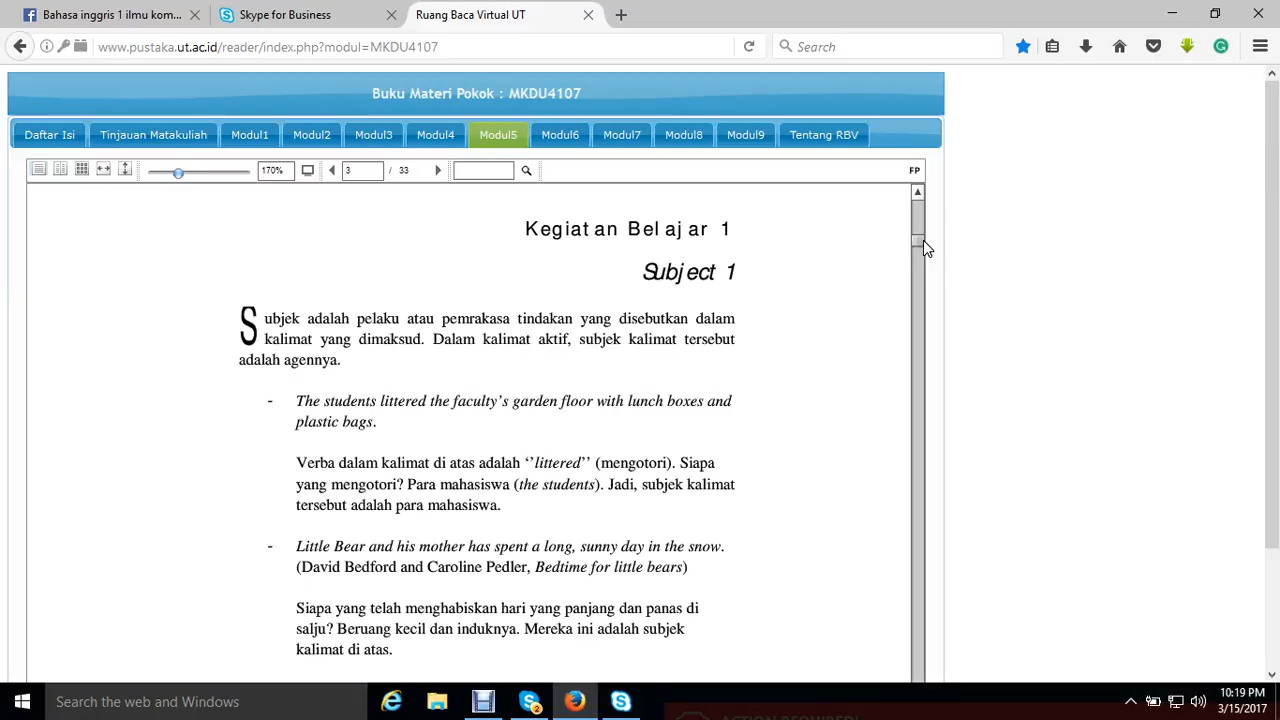 Bahasa inggris 1 ilmu kom...
Skype for Business
Ruang Baca Virtual UT
www.pustaka.ut.ac.id/reader/index.php?modul=MKDU4107
Search
Buku Materi Pokok : MKDU4107
Daftar Isi Tinjauan Matakuliah Modul1 Modul2 Modul3 Modul4 Modul5 Modul6 Modul7 Modul8 Modul9 Tentang RBV
170% 3 / 33 FP
Kegiatan Belajar 1
Subject 1
Subjek adalah pelaku atau pemrakasa tindakan yang disebutkan dalam
kalimat yang dimaksud. Dalam kalimat aktif, subjek kalimat tersebut
adalah agennya.
- The students littered the faculty's garden floor with lunch boxes and
plastic bags.
Verba dalam kalimat di atas adalah ‘’littered’’ (mengotori). Siapa
yang mengotori? Para mahasiswa (the students). Jadi, subjek kalimat
tersebut adalah para mahasiswa.
- Little Bear and his mother has spent a long, sunny day in the snow.
(David Bedford and Caroline Pedler, Bedtime for little bears)
Siapa yang telah menghabiskan hari yang panjang dan panas di
salju? Beruang kecil dan induknya. Mereka ini adalah subjek
kalimat di atas.
Search the web and Windows
10:19 PM
3/15/2017